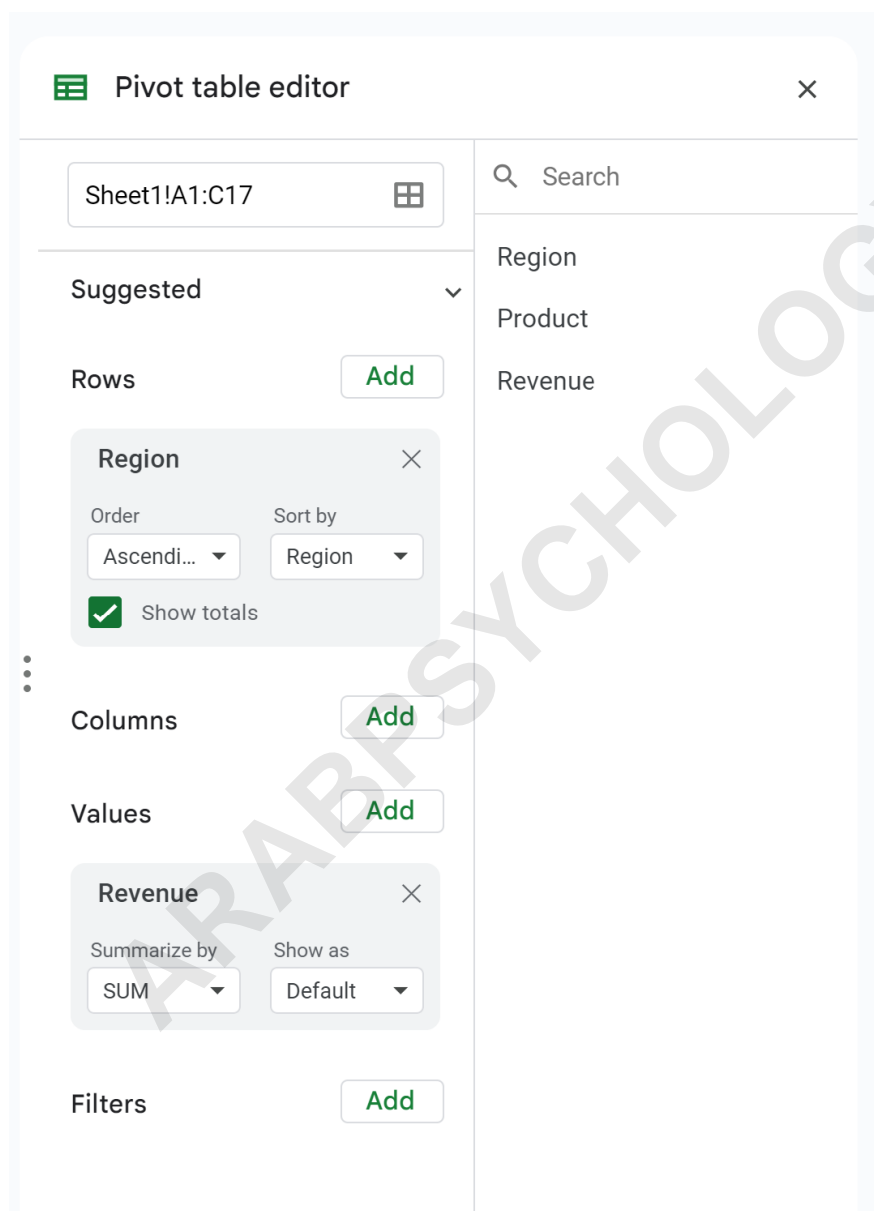 Pivot table editor
Sheet1!A1:C17
Suggested
Rows
Add
Region
Order
Sort by
Ascendi...
Region
Show totals
Columns
Add
Values
Add
Revenue
Summarize by
Show as
SUM
Default
Filters
Add
Search
Region
Product
Revenue
ARABPSYCHOLOG